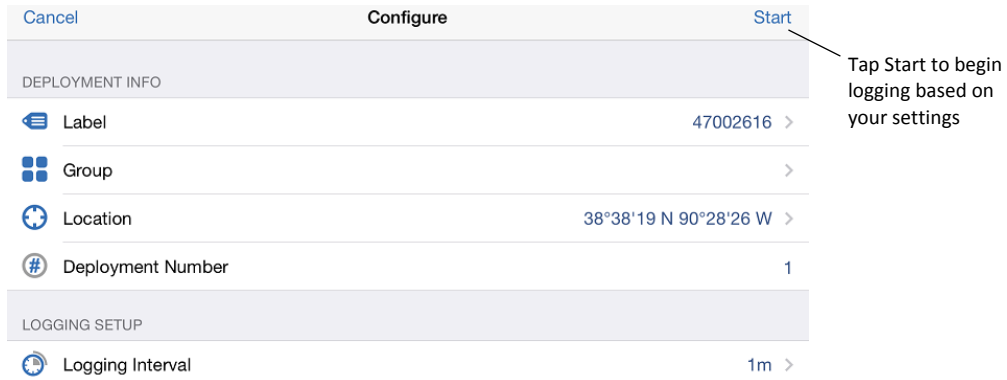 Cancel Configure Start
Tap Start to begin
logging based on
your settings
DEPLOYMENT INFO
Label 47002616
Group
Location 38°38'19 N 90°28'26 W
# Deployment Number 1
LOGGING SETUP
Logging Interval 1m